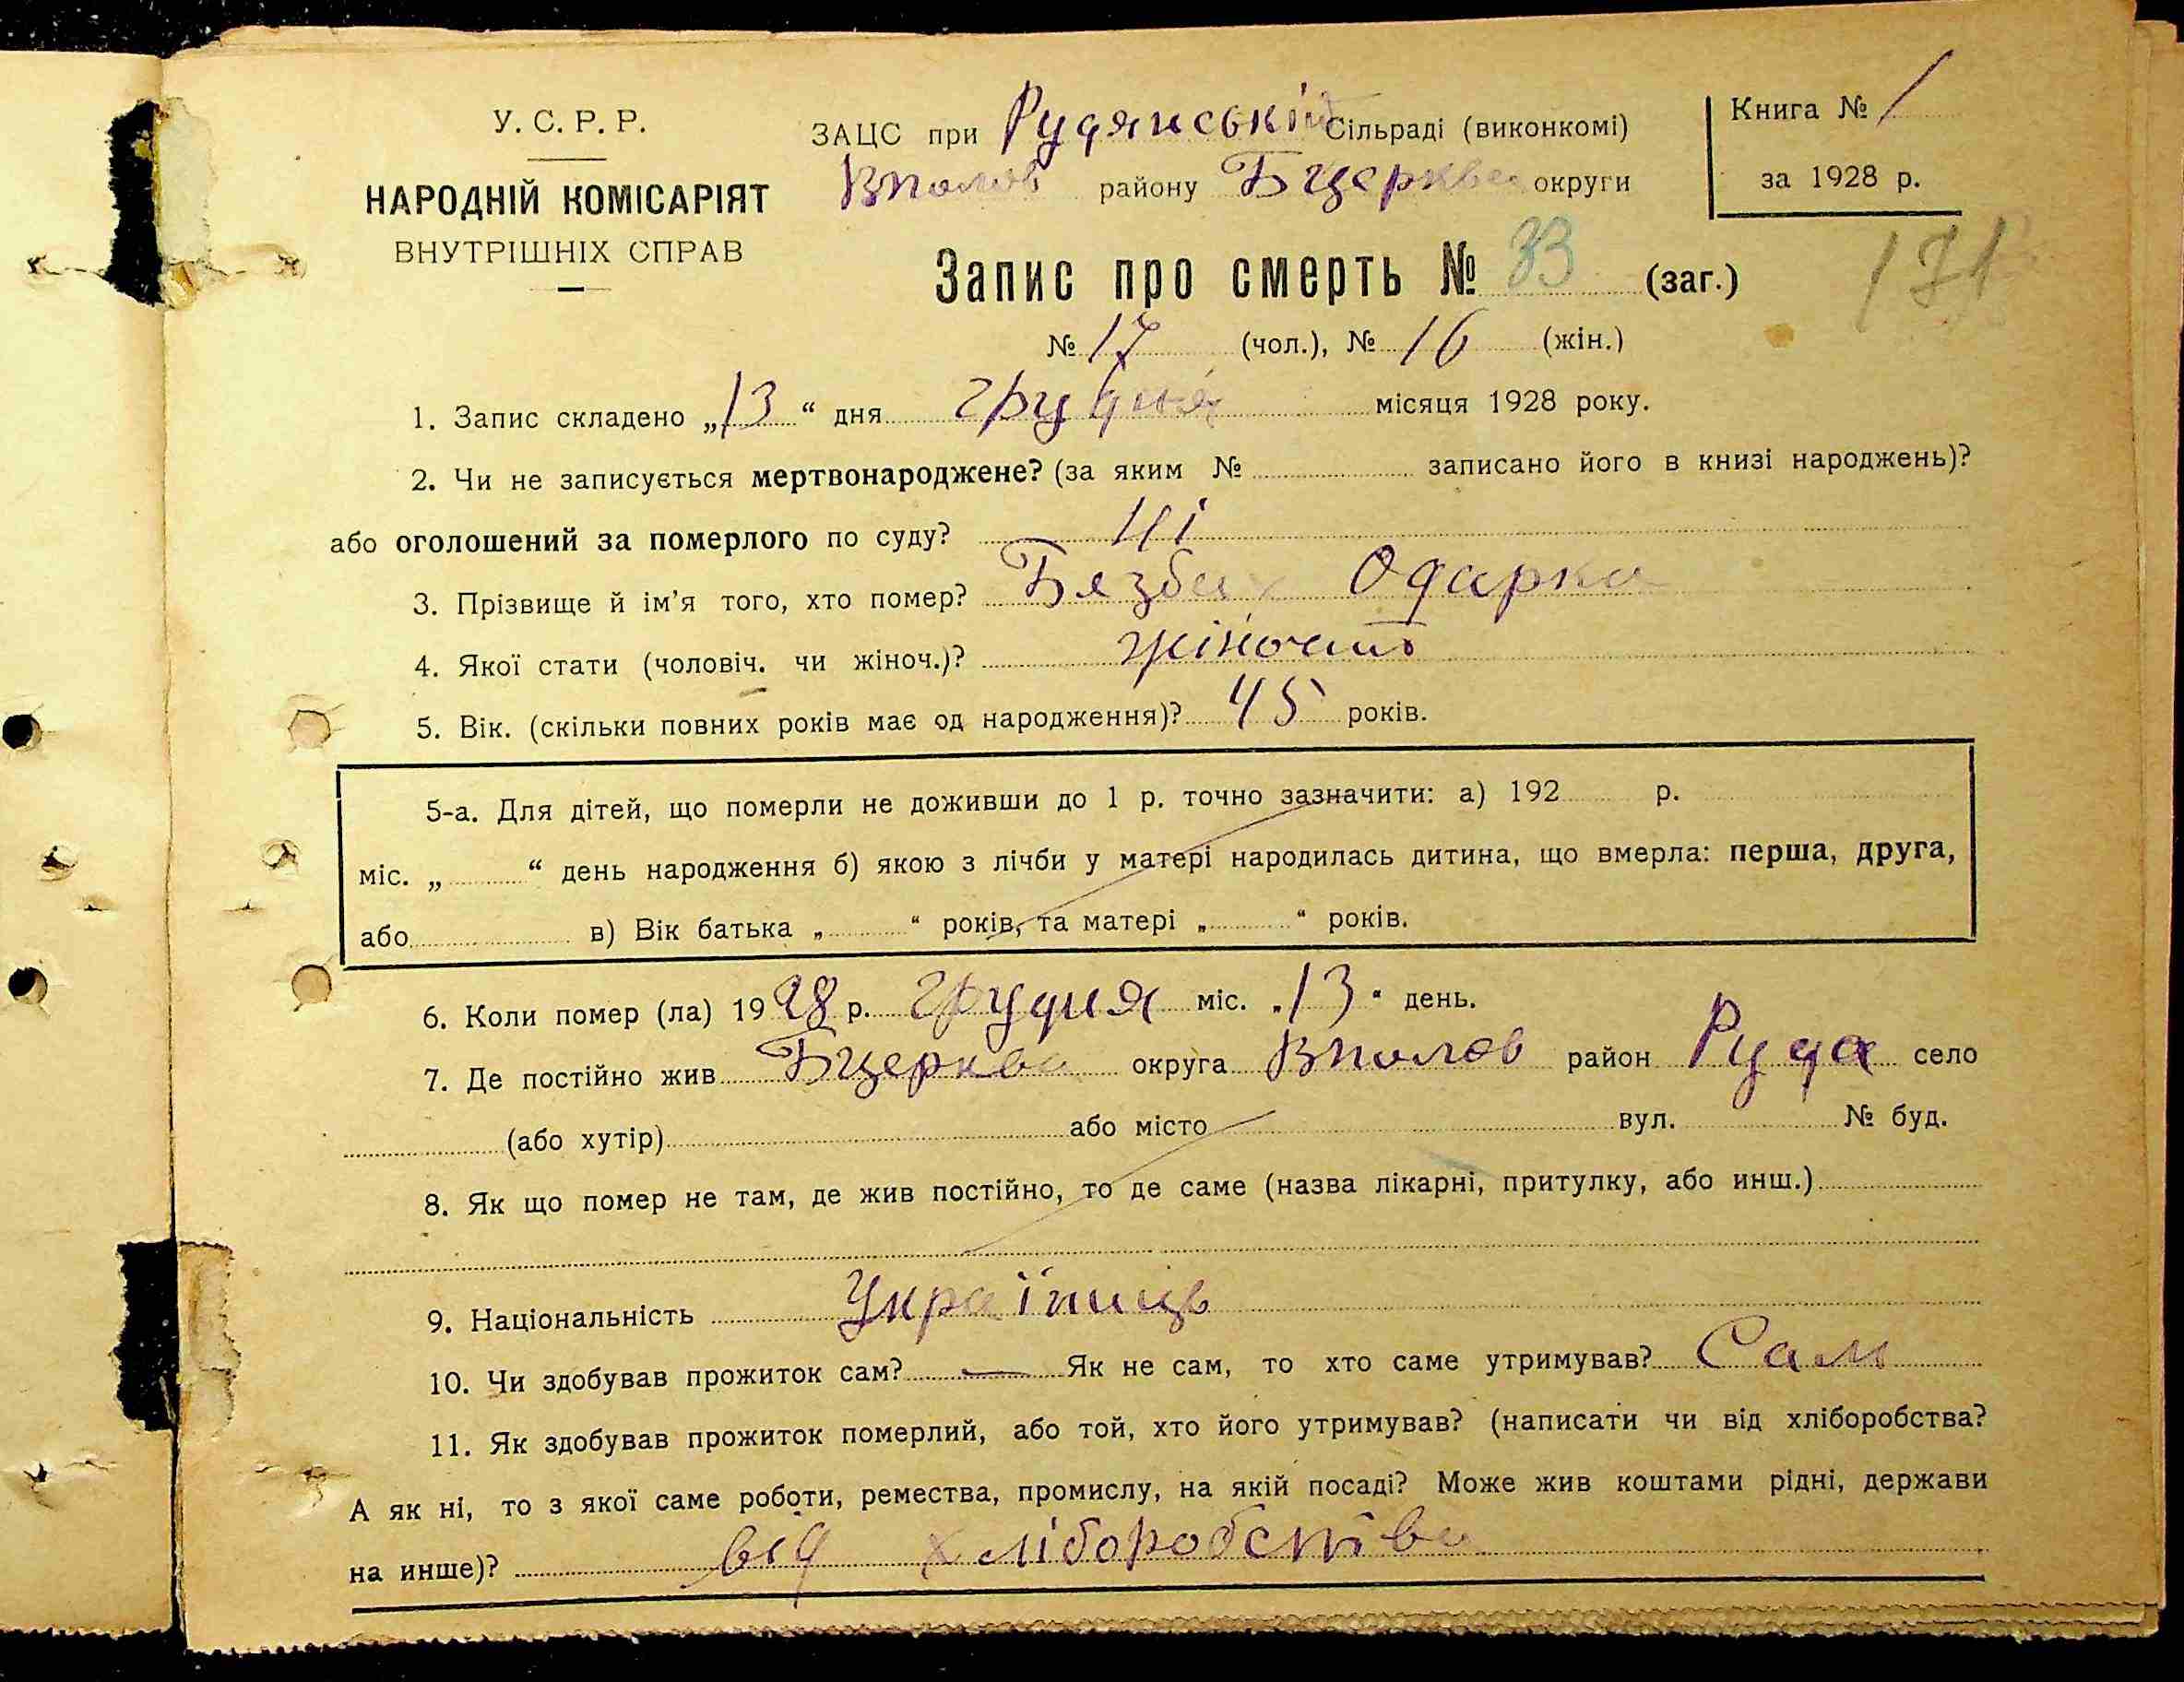 У. С. Р. Р.
НАРОДНІЙ КОМІСАРІЯТ
ВНУТРІШНІХ СПРАВ
ЗАЦС при Рудянській Сільраді (виконкомі)
району Бцеркве округи
Книга № 1
за 1928 р.
171
Запис про смерть № 33 (заг.)
№ 17 (чол.), № 16 (жін.)
1. Запис складено „13“ дня грудня місяця 1928 року.
2. Чи не записується мертвонароджене? (за яким № записано його в книзі народжень)?
або оголошений за померлого по суду? Ні
3. Прізвище й ім'я того, хто помер? Одарка
4. Якої стати (чоловіч. чи жіноч.)?
5. Вік. (скільки повних років має од народження)? 45 років.
5-а. Для дітей, що померли не доживши до 1 р. точно зазначити: а) 192 р.
міс. „ “ день народження б) якою з лічби у матері народилась дитина, що вмерла: перша, друга,
або в) Вік батька „ “ років, та матері „ “ років.
6. Коли помер (ла) 1928 р. грудня міс. „13“ день.
7. Де постійно жив Бцерква округа район Руда село
(або хутір) або місто вул. № буд.
8. Як що помер не там, де жив постійно, то де саме (назва лікарні, притулку, або инш.)
9. Національність Українць
10. Чи здобував прожиток сам? — Як не сам, то хто саме утримував? Сам
11. Як здобував прожиток померлий, або той, хто його утримував? (написати чи від хліборобства?
А як ні, то з якої саме роботи, ремества, промислу, на якій посаді? Може жив коштами рідні, держави
на инше)? від хліборобства